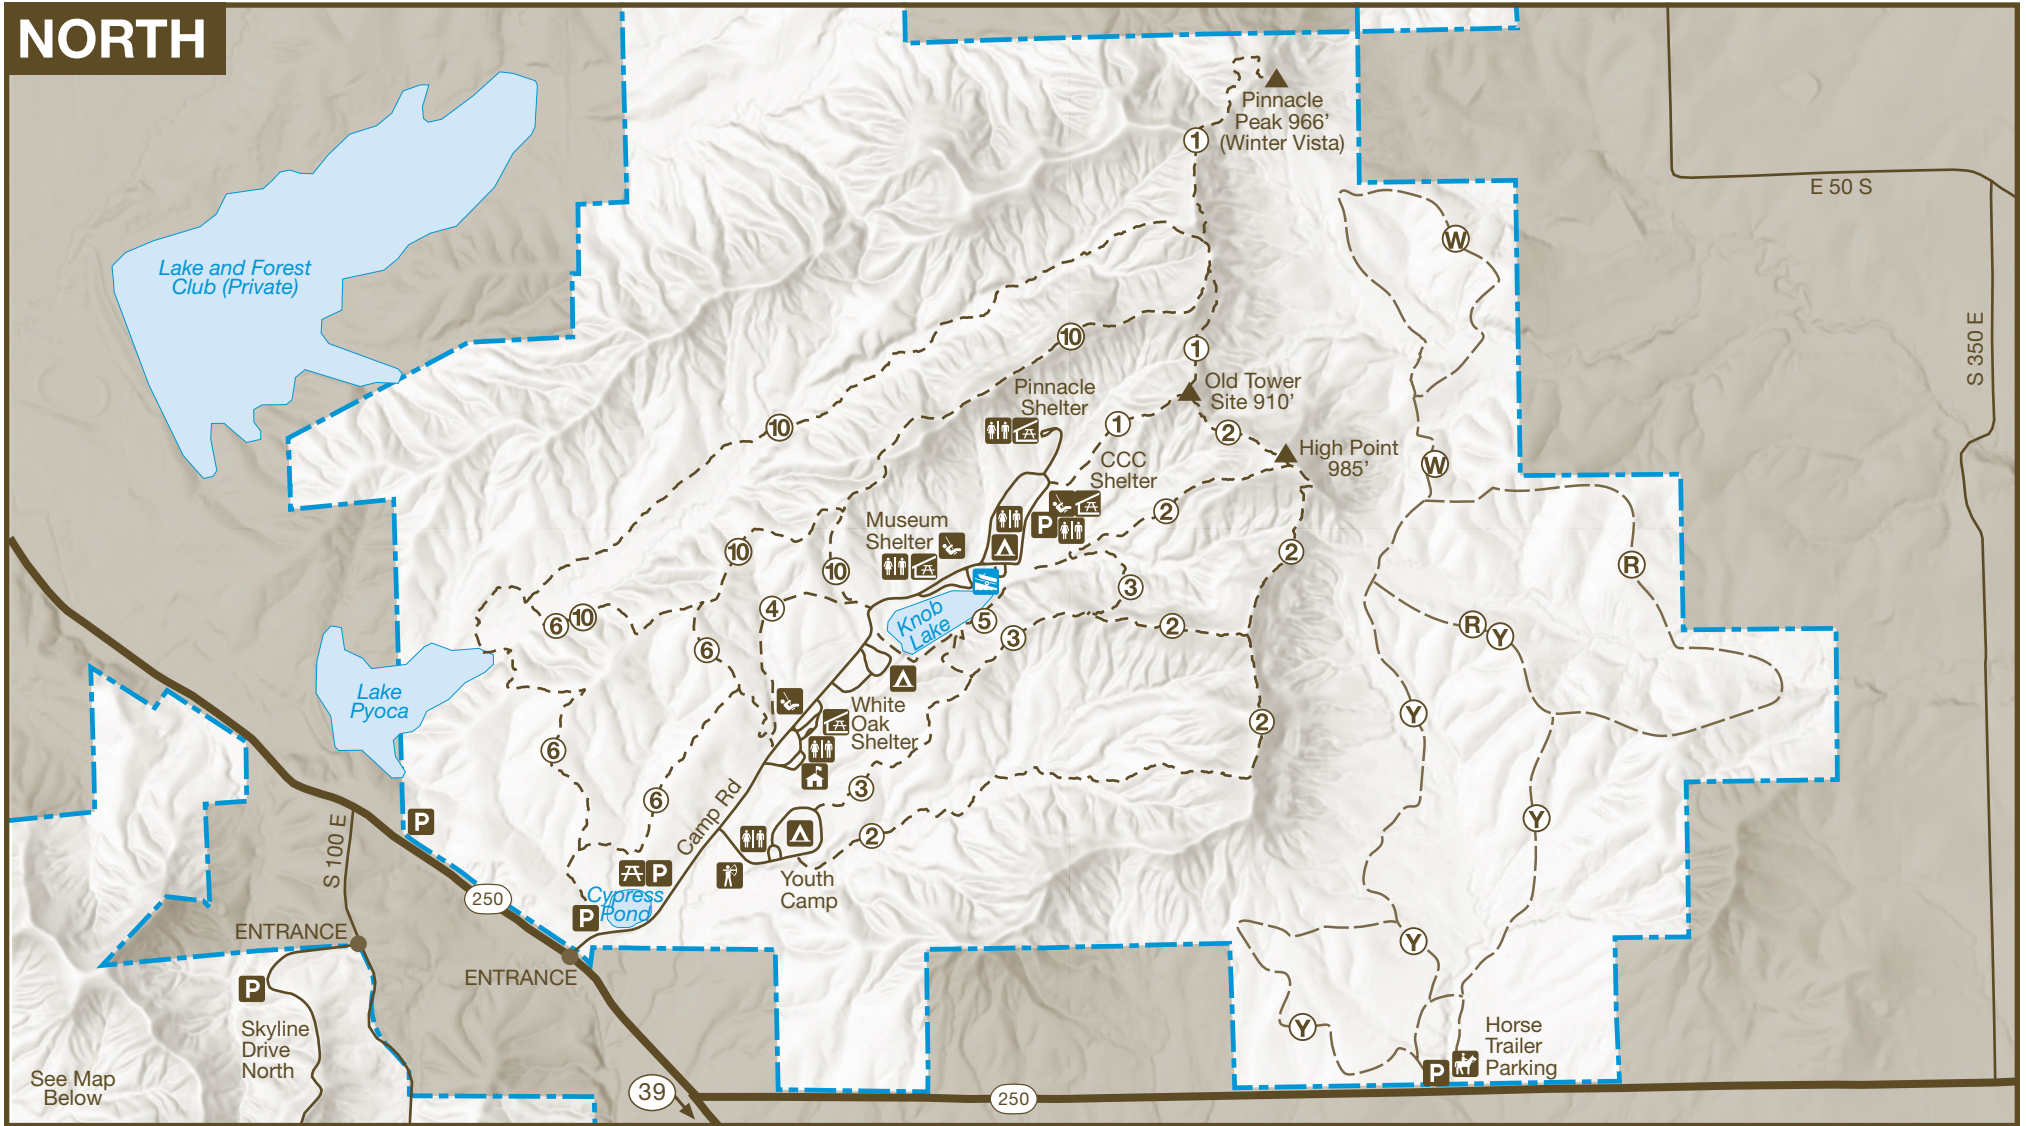 NORTH
Pinnacle
Peak 966’
(Winter Vista)
1
E 50 S
W
Lake and Forest
Club (Private)
10
1
S 350 E
Pinnacle
Shelter
Old Tower
Site 910’
10
1
2
High Point
985’
CCC
Shelter
W
2
Museum
Shelter
P
10
2
10
R
3
4
6
10
Knob
Lake
5
3
2
R
Y
6
Lake
Pyoca
White
Oak
Shelter
Y
2
6
3
6
Camp Rd
2
Y
P
S 100 E
P
Youth
Camp
Cypress
Pond
P
250
ENTRANCE
ENTRANCE
Y
P
Skyline
Drive
North
Y
Horse
Trailer
Parking
P
See Map
Below
39
250